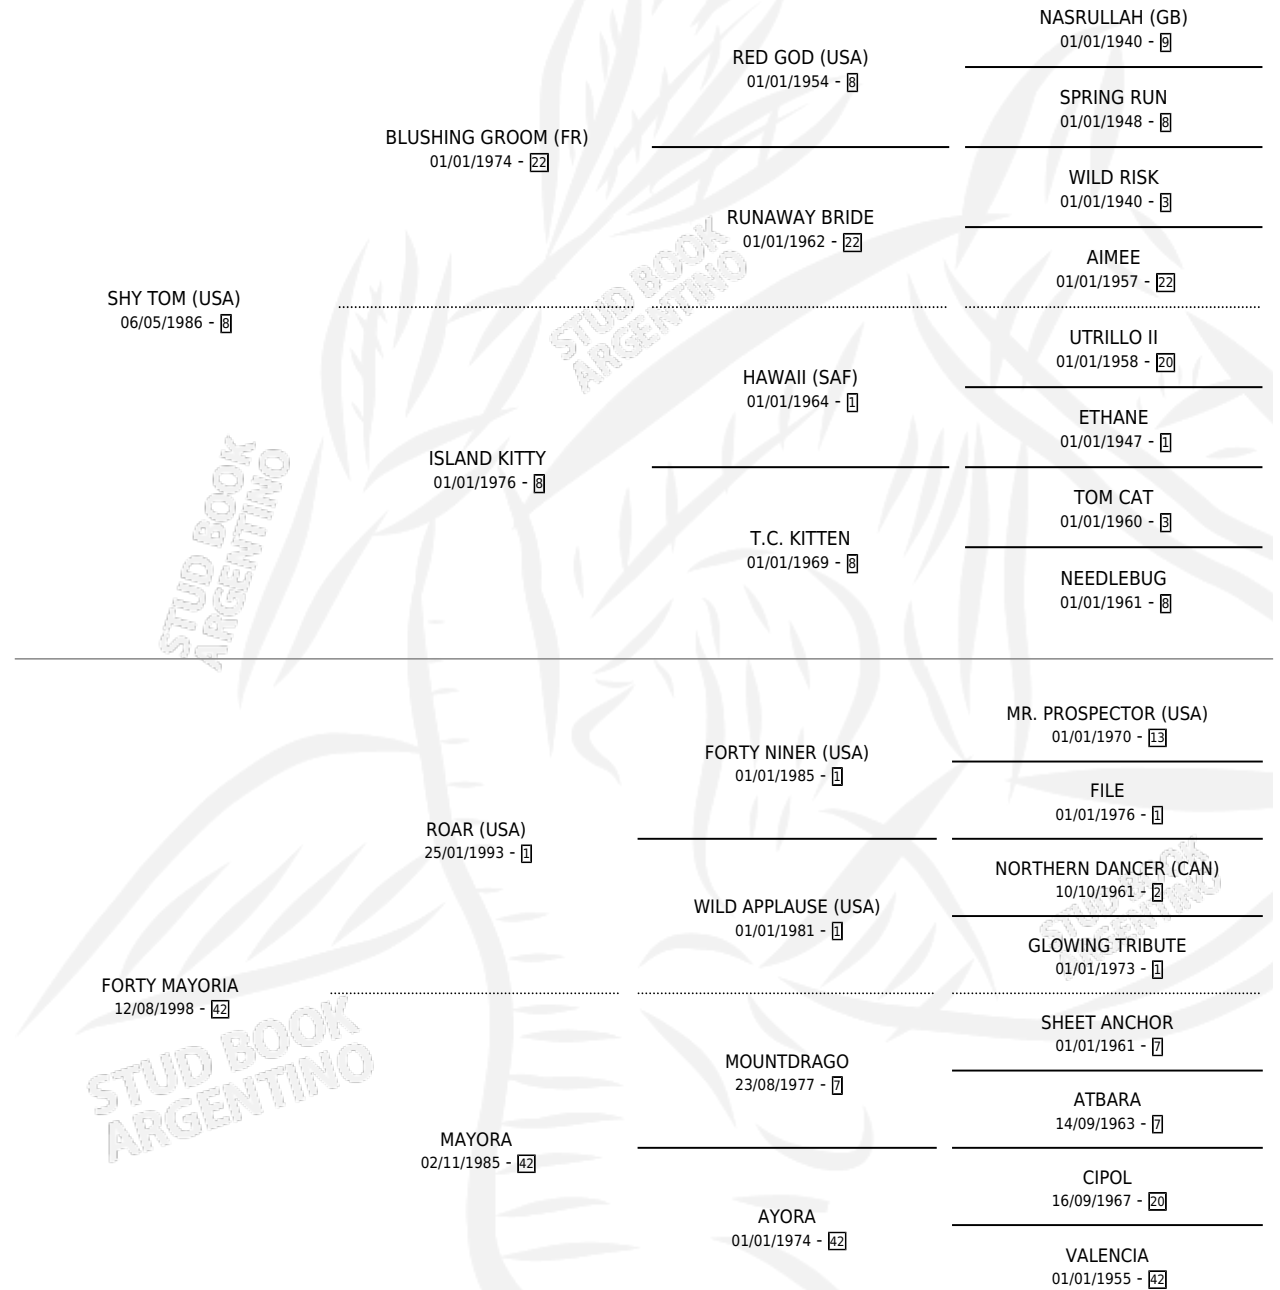 NASRULLAH (GB)
01/01/1940 - 9
RED GOD (USA)
01/01/1954 - 8
SPRING RUN
01/01/1948 - 8
BLUSHING GROOM (FR)
01/01/1974 - 22
WILD RISK
01/01/1940 - 3
RUNAWAY BRIDE
01/01/1962 - 22
AIMEE
01/01/1957 - 22
SHY TOM (USA)
06/05/1986 - 8
STUD BOOK
ARGENTINO
UTRILLO II
01/01/1958 - 20
HAWAII (SAF)
01/01/1964 - 1
ETHANE
01/01/1947 - 1
ISLAND KITTY
01/01/1976 - 8
TOM CAT
01/01/1960 - 3
T.C. KITTEN
01/01/1969 - 8
NEEDLEBUG
01/01/1961 - 8
STUD BOOK
ARGENTINO
MR. PROSPECTOR (USA)
01/01/1970 - 13
FORTY NINER (USA)
01/01/1985 - 1
FILE
01/01/1976 - 1
ROAR (USA)
25/01/1993 - 1
NORTHERN DANCER (CAN)
10/10/1961 - 2
WILD APPLAUSE (USA)
01/01/1981 - 1
STUD BOOK
ARGENTINO
GLOWING TRIBUTE
01/01/1973 - 1
FORTY MAYORIA
12/08/1998 - 42
STUD BOOK
ARGENTINO
SHEET ANCHOR
01/01/1961 - 7
MOUNTDRAGO
23/08/1977 - 7
ATBARA
14/09/1963 - 7
MAYORA
02/11/1985 - 42
CIPOL
16/09/1967 - 20
AYORA
01/01/1974 - 42
VALENCIA
01/01/1955 - 42